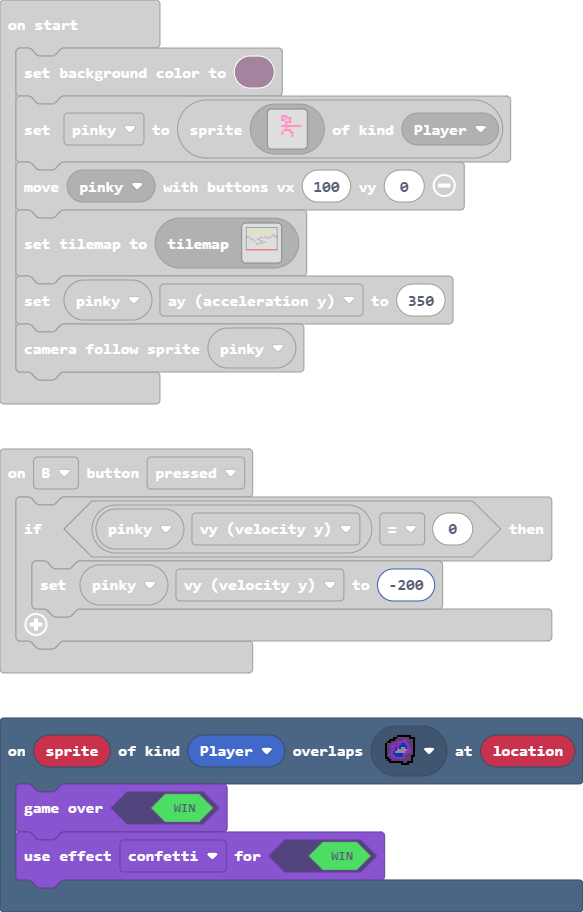 on start
set background color to
set pinky to sprite of kind Player
move pinky with buttons vx 100 vy 0
set tilemap to tilemap
set pinky ay (acceleration y) to 350
camera follow sprite pinky
on B button pressed
if pinky vy (velocity y) = 0 then
set pinky vy (velocity y) to -200
on sprite of kind Player overlaps at location
game over WIN
use effect confetti for WIN